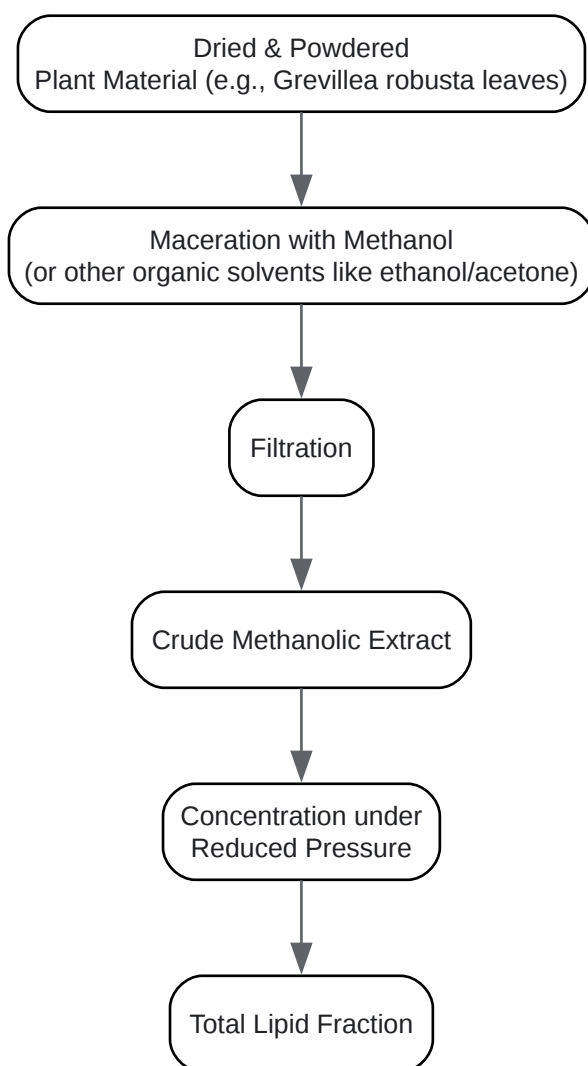 Dried & Powdered
Plant Material (e.g., Grevillea robusta leaves)
Maceration with Methanol
(or other organic solvents like ethanol/acetone)
Filtration
Crude Methanolic Extract
Concentration under
Reduced Pressure
Total Lipid Fraction